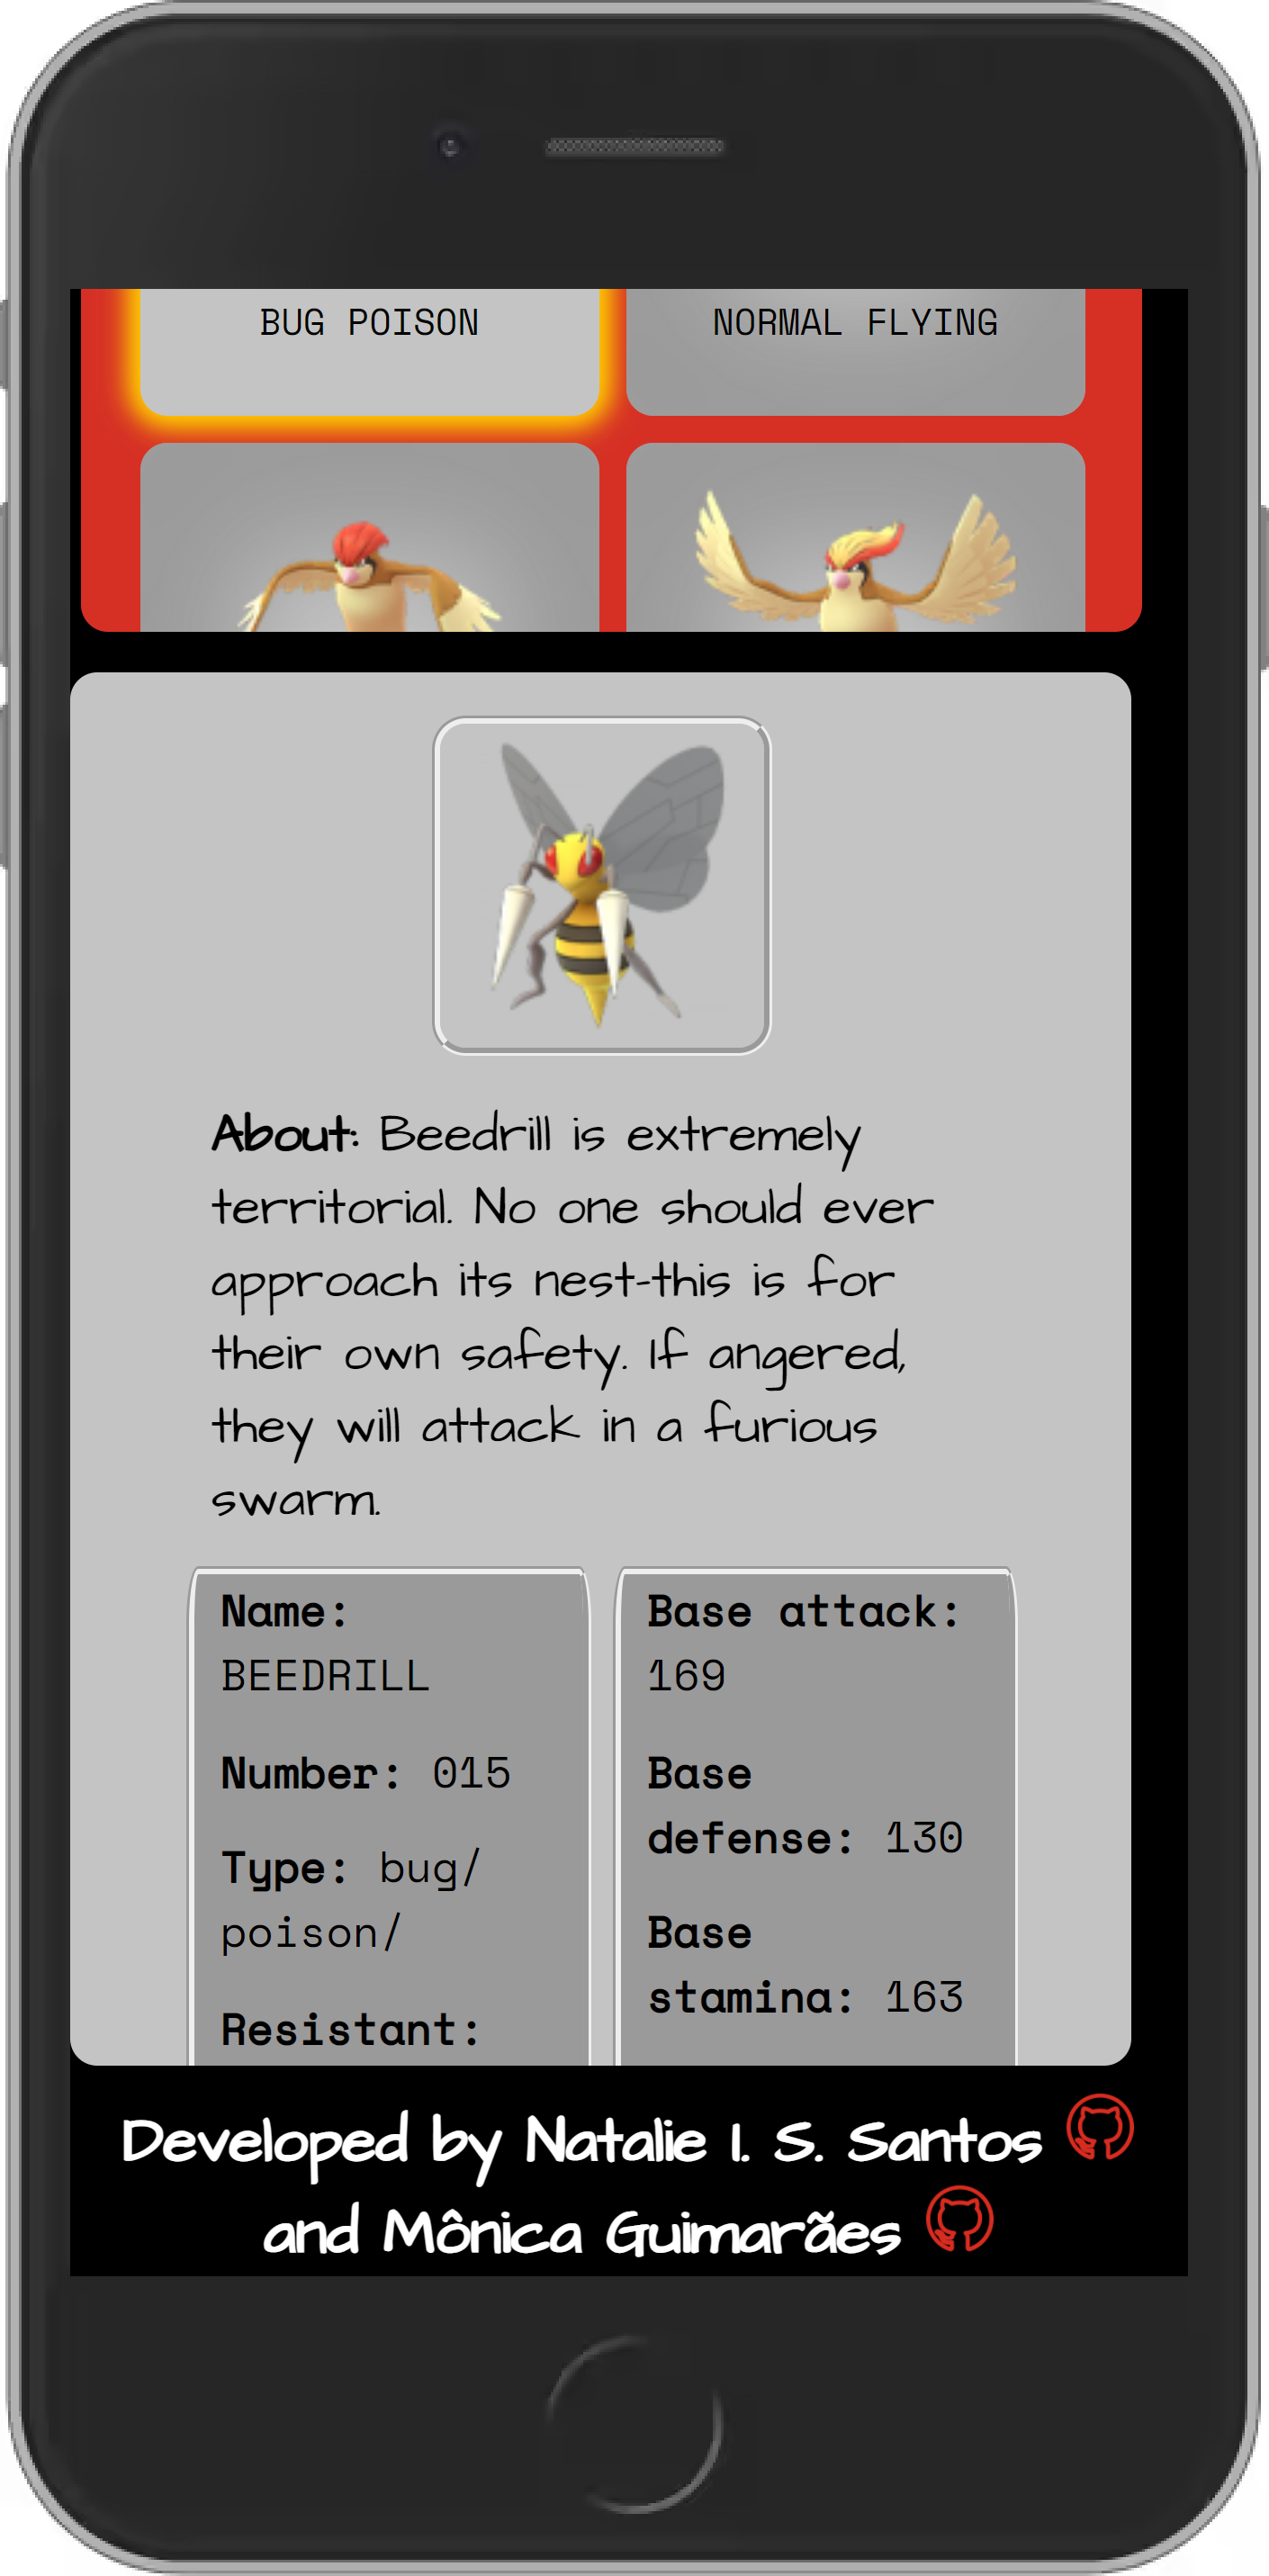 BUG POISON
NORMAL FLYING
About: Beedrill is extremely
territorial. No one should ever
approach its nest-this is for
their own safety. If angered,
they will attack in a furious
swarm.
Name:
BEEDRILL
Number: 015
Type: bug/
poison/
Resistant:
Base attack:
169
Base
defense: 130
Base
stamina: 163
Developed by Natalie I. S. Santos
and Mônica Guimarães